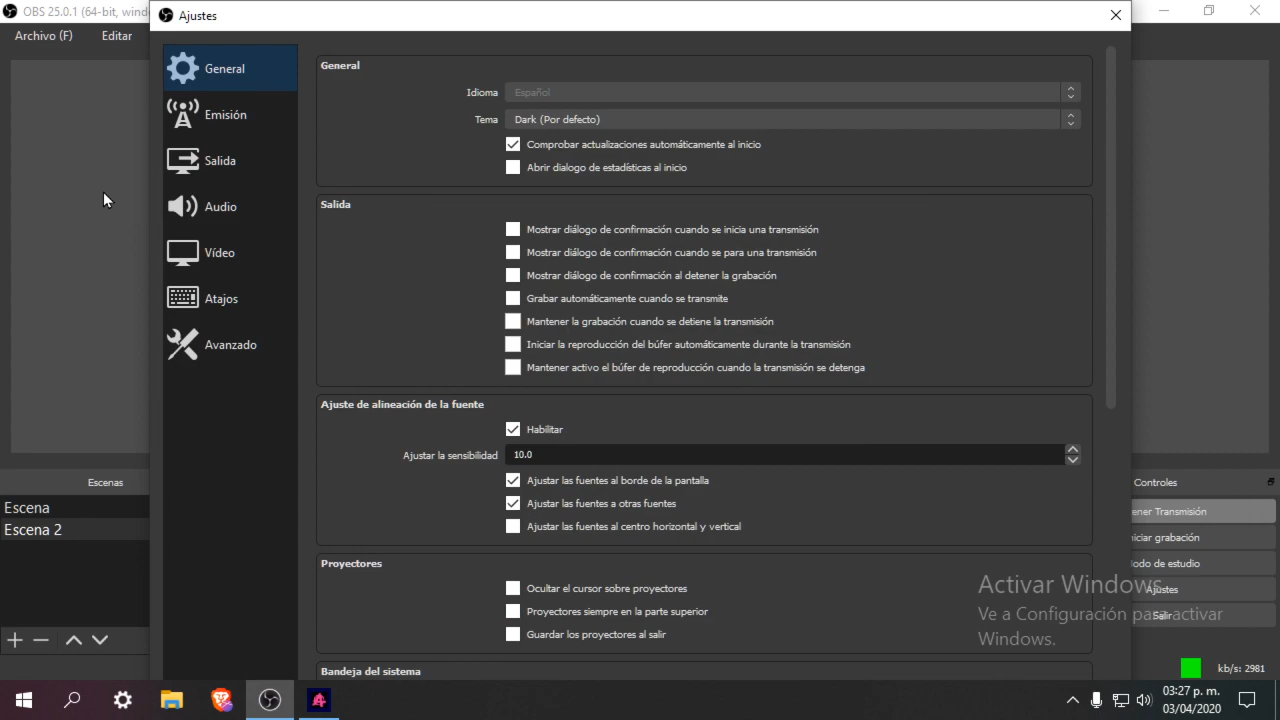 OBS 25.0.1 (64-bit, wind
Ajustes
Archivo (F)
Editar
General
Emisión
Salida
Audio
Vídeo
Atajos
Avanzado
General
Idioma
Español
Tema
Dark (Por defecto)
Comprobar actualizaciones automáticamente al inicio
Abrir dialogo de estadísticas al inicio
Salida
Mostrar diálogo de confirmación cuando se inicia una transmisión
Mostrar diálogo de confirmación cuando se para una transmisión
Mostrar diálogo de confirmación al detener la grabación
Grabar automáticamente cuando se transmite
Mantener la grabación cuando se detiene la transmisión
Iniciar la reproducción del búfer automáticamente durante la transmisión
Mantener activo el búfer de reproducción cuando la transmisión se detenga
Ajuste de alineación de la fuente
Habilitar
Ajustar la sensibilidad
10.0
Ajustar las fuentes al borde de la pantalla
Ajustar las fuentes a otras fuentes
Ajustar las fuentes al centro horizontal y vertical
Proyectores
Ocultar el cursor sobre proyectores
Proyectores siempre en la parte superior
Guardar los proyectores al salir
Bandeja del sistema
Escenas
Escena
Escena 2
Controles
ener Transmisión
iciar grabación
odo de estudio
Ajustes
Salir
Activar Windows
Ve a Configuración para activar
Windows.
kb/s: 2981
03:27 p. m.
03/04/2020